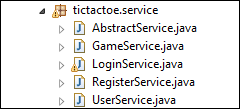 tictactoe.service
AbstractService.java
GameService.java
LoginService.java
RegisterService.java
UserService.java